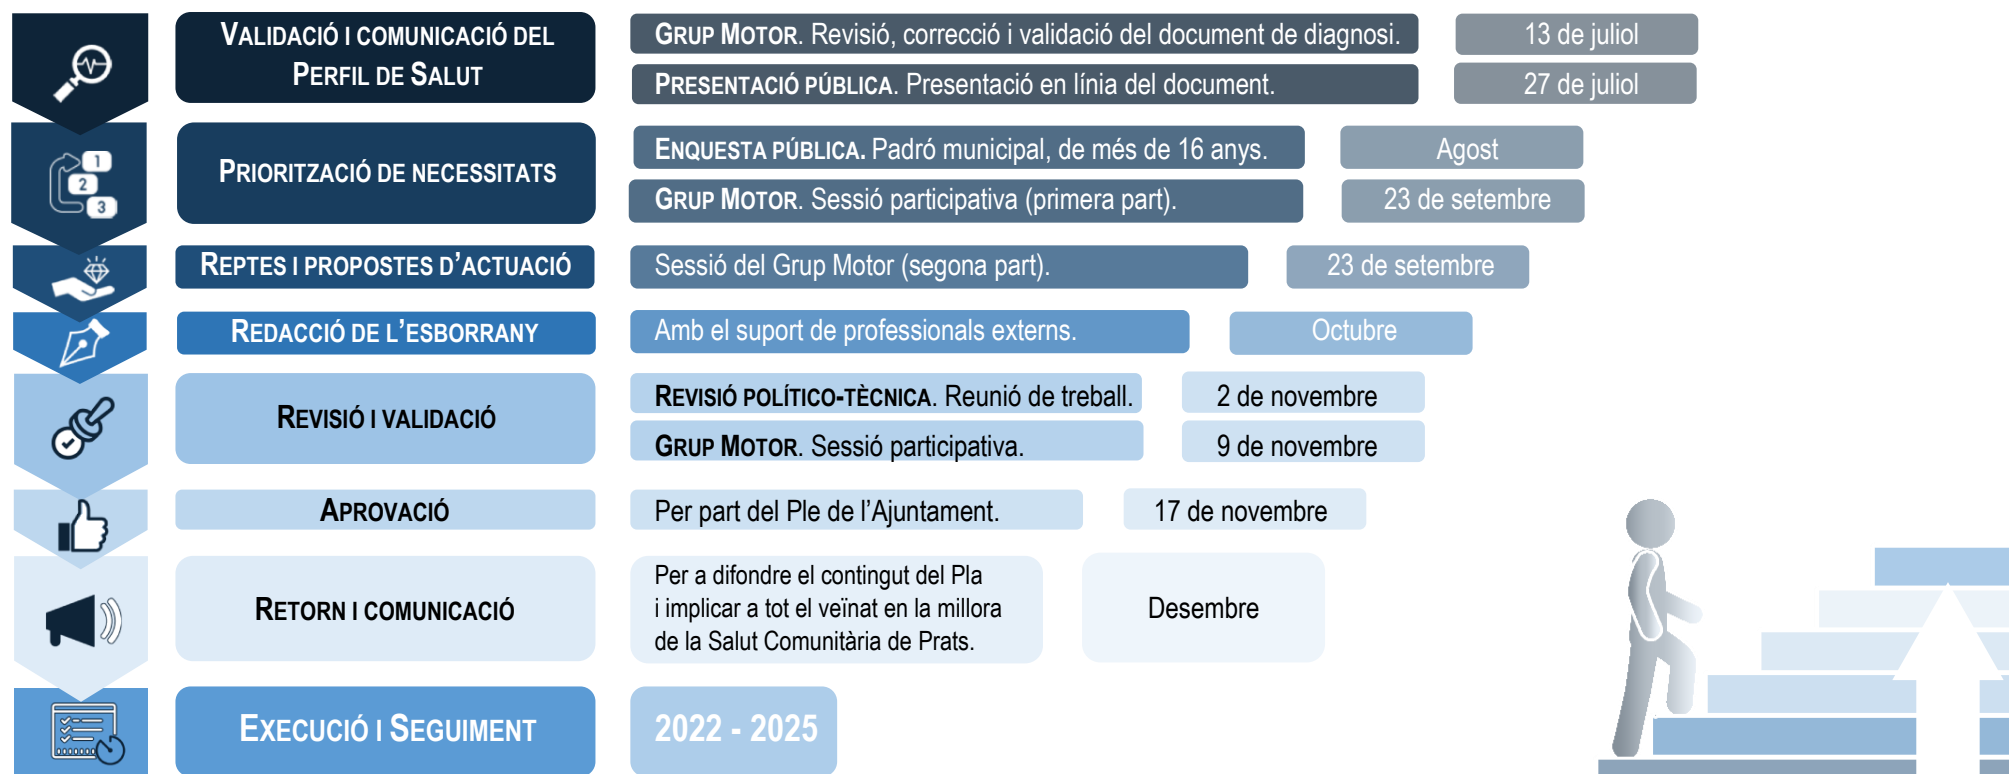 VALIDACIÓ I COMUNICACIÓ DEL
PERFIL DE SALUT
GRUP MOTOR. Revisió, correcció i validació del document de diagnosi.
13 de juliol
PRESENTACIÓ PÚBLICA. Presentació en línia del document.
27 de juliol
1
2
3
PRIORITZACIÓ DE NECESSITATS
ENQUESTA PÚBLICA. Padró municipal, de més de 16 anys.
Agost
GRUP MOTOR. Sessió participativa (primera part).
23 de setembre
REPTES I PROPOSTES D’ACTUACIÓ
Sessió del Grup Motor (segona part).
23 de setembre
REDACCIÓ DE L’ESBORRANY
Amb el suport de professionals externs.
Octubre
REVISIÓ I VALIDACIÓ
REVISIÓ POLÍTICO-TÈCNICA. Reunió de treball.
2 de novembre
GRUP MOTOR. Sessió participativa.
9 de novembre
APROVACIÓ
Per part del Ple de l’Ajuntament.
17 de novembre
RETORN I COMUNICACIÓ
Per a difondre el contingut del Pla
i implicar a tot el veïnat en la millora
de la Salut Comunitària de Prats.
Desembre
EXECUCIÓ I SEGUIMENT
2022 - 2025